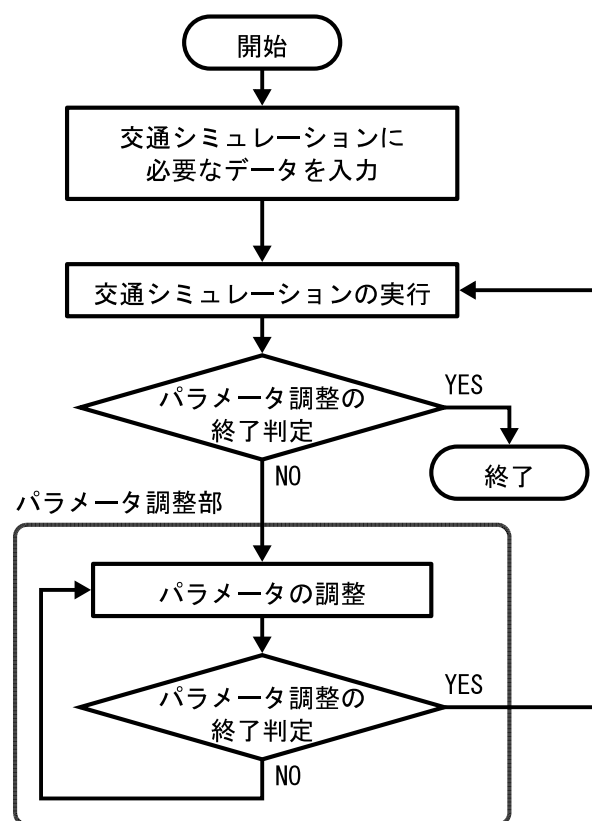 開始
交通シミュレーションに
必要なデータを入力
交通シミュレーションの実行
パラメータ調整の
終了判定
YES
終了
NO
パラメータ調整部
パラメータの調整
パラメータ調整の
終了判定
YES
NO